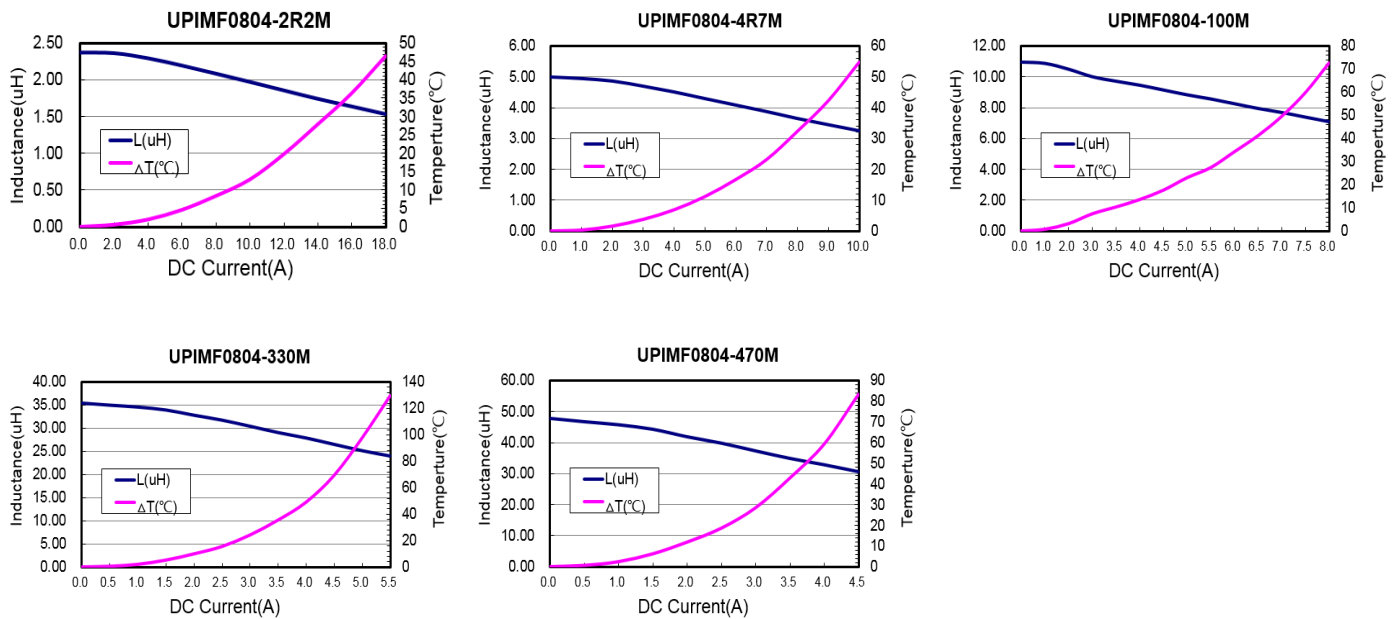 UPIMF0804-2R2M
Inductance(uH)
2.50
2.00
1.50
1.00
0.50
0.00
L(uH)
△T(℃)
50
45
40
35
30
25
20
15
10
5
0
Temperture(℃)
0.0 2.0 4.0 6.0 8.0 10.0 12.0 14.0 16.0 18.0
DC Current(A)
UPIMF0804-4R7M
Inductance(uH)
6.00
5.00
4.00
3.00
2.00
1.00
0.00
L(uH)
△T(℃)
60
50
40
30
20
10
0
Temperture(℃)
0.0 1.0 2.0 3.0 4.0 5.0 6.0 7.0 8.0 9.0 10.0
DC Current(A)
UPIMF0804-100M
Inductance(uH)
12.00
10.00
8.00
6.00
4.00
2.00
0.00
L(uH)
△T(℃)
80
70
60
50
40
30
20
10
0
Temperture(℃)
0.0 1.0 2.0 3.0 3.5 4.0 4.5 5.0 5.5 6.0 6.5 7.0 7.5 8.0
DC Current(A)
UPIMF0804-330M
Inductance(uH)
40.00
35.00
30.00
25.00
20.00
15.00
10.00
5.00
0.00
L(uH)
△T(℃)
140
120
100
80
60
40
20
0
Temperture(℃)
0.0 0.5 1.0 1.5 2.0 2.5 3.0 3.5 4.0 4.5 5.0 5.5
DC Current(A)
UPIMF0804-470M
Inductance(uH)
60.00
50.00
40.00
30.00
20.00
10.00
0.00
L(uH)
△T(℃)
90
80
70
60
50
40
30
20
10
0
Temperture(℃)
0.0 0.5 1.0 1.5 2.0 2.5 3.0 3.5 4.0 4.5
DC Current(A)